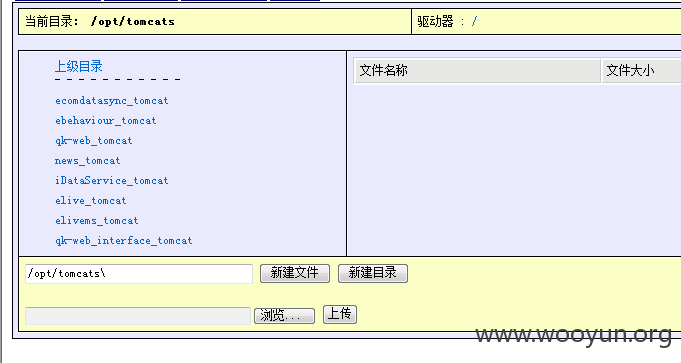 当前目录: /opt/tomcats
驱动器 : /
上级目录
- - - - - - - - - - - -
ecomdatasync_tomcat
ebehaviour_tomcat
qk-web_tomcat
news_tomcat
iDataService_tomcat
elive_tomcat
elivems_tomcat
qk-web_interface_tomcat
文件名称 文件大小
/opt/tomcats\ 新建文件 新建目录
浏览... 上传
www.wooyun.org